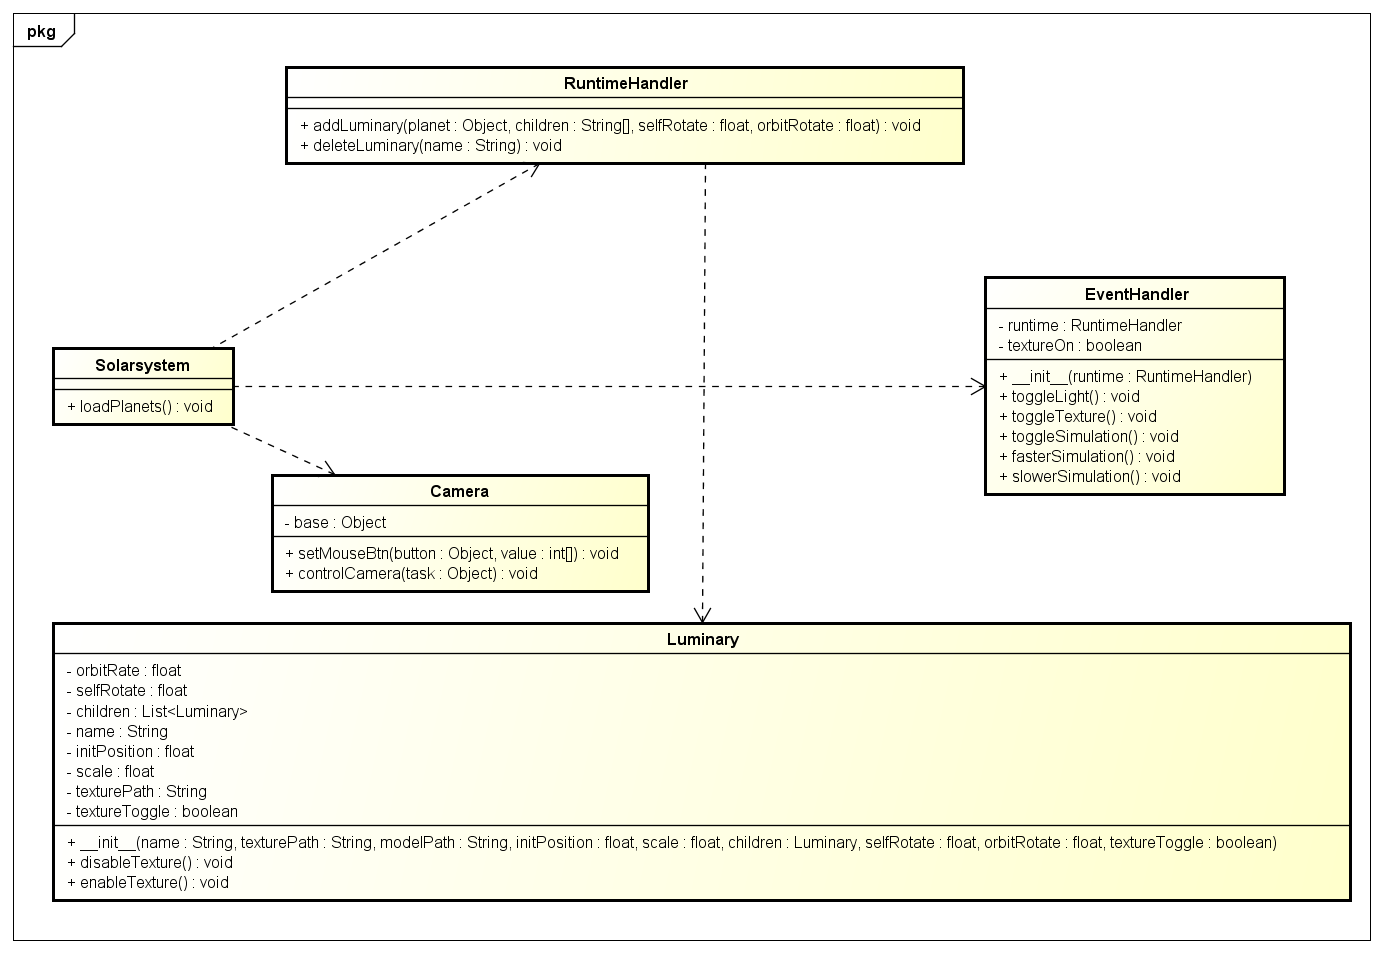 pkg
RuntimeHandler
+ addLuminary(planet : Object, children : String[], selfRotate : float, orbitRotate : float) : void
+ deleteLuminary(name : String) : void
EventHandler
- runtime : RuntimeHandler
- textureOn : boolean
+ __init__(runtime : RuntimeHandler)
+ toggleLight() : void
+ toggleTexture() : void
+ toggleSimulation() : void
+ fasterSimulation() : void
+ slowerSimulation() : void
Solarsystem
+ loadPlanets() : void
Camera
- base : Object
+ setMouseBtn(button : Object, value : int[]) : void
+ controlCamera(task : Object) : void
Luminary
- orbitRate : float
- selfRotate : float
- children : List<Luminary>
- name : String
- initPosition : float
- scale : float
- texturePath : String
- textureToggle : boolean
+ __init__(name : String, texturePath : String, modelPath : String, initPosition : float, scale : float, children : Luminary, selfRotate : float, orbitRotate : float, textureToggle : boolean)
+ disableTexture() : void
+ enableTexture() : void